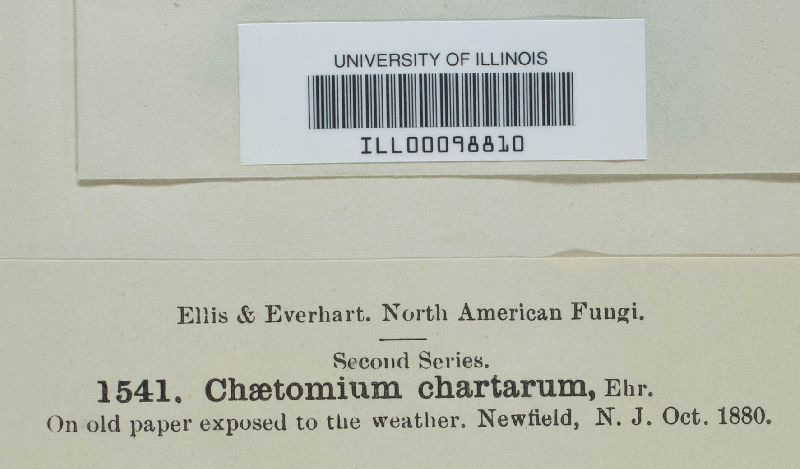 UNIVERSITY OF ILLINOIS
ILL00098810
Ellis & Everhart. North American Fungi.
Second Series.
1541. Chætomium chartarum, Ehr.
On old paper exposed to the weather. Newfield, N. J. Oct. 1880.